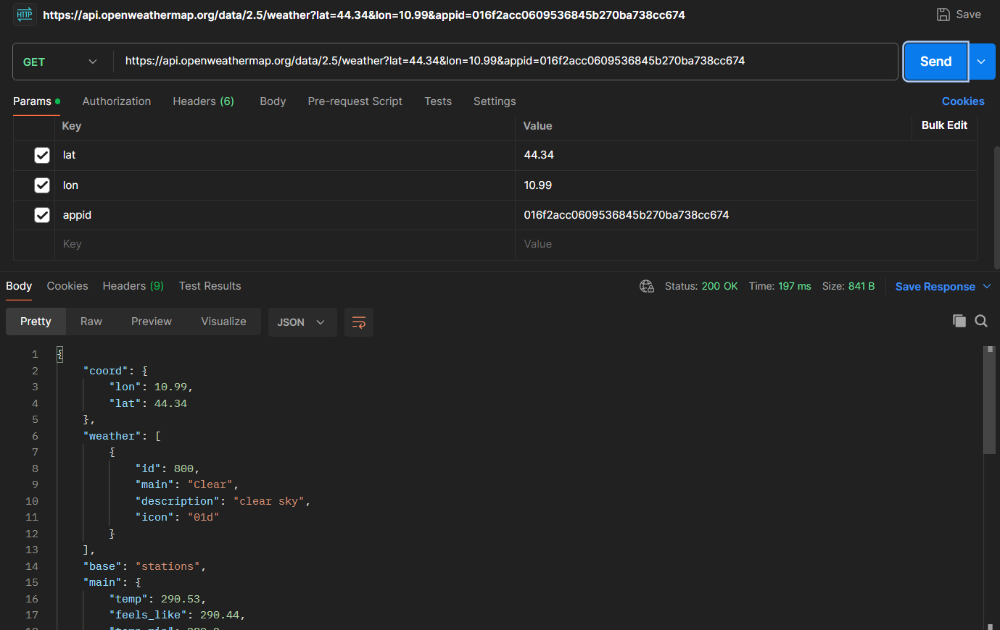 HTTP https://api.openweathermap.org/data/2.5/weather?lat=44.34&lon=10.99&appid=016f2acc0609536845b270ba738cc674 Save
GET https://api.openweathermap.org/data/2.5/weather?lat=44.34&lon=10.99&appid=016f2acc0609536845b270ba738cc674 Send
Params Authorization Headers (6) Body Pre-request Script Tests Settings Cookies
Key Value Bulk Edit
lat 44.34
lon 10.99
appid 016f2acc0609536845b270ba738cc674
Key Value
Body Cookies Headers (9) Test Results Status: 200 OK Time: 197 ms Size: 841 B Save Response
Pretty Raw Preview Visualize JSON
1 {
2 "coord": {
3 "lon": 10.99,
4 "lat": 44.34
5 },
6 "weather": [
7 {
8 "id": 800,
9 "main": "Clear",
10 "description": "clear sky",
11 "icon": "01d"
12 }
13 ],
14 "base": "stations",
15 "main": {
16 "temp": 290.53,
17 "feels_like": 290.44,